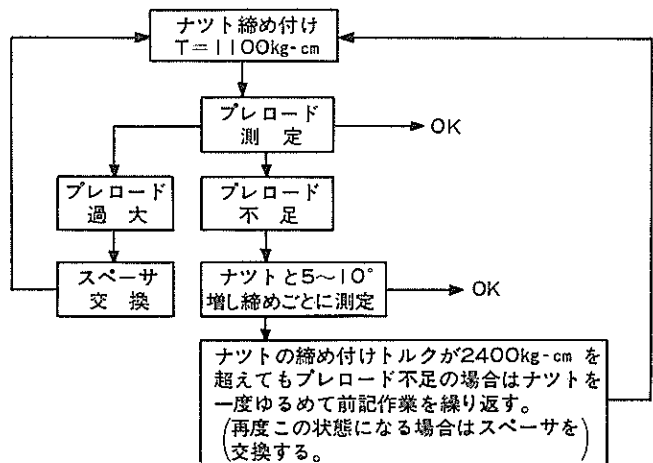 ナツト締め付け
T=1100kg-cm
プレロード
測 定
OK
プレロード
過 大
プレロード
不 足
スペーサ
交 換
ナツトと5~10°
増し締めごとに測定
OK
ナツトの締め付けトルクが2400kg-cm を
超えてもプレロード不足の場合はナツトを
一度ゆるめて前記作業を繰り返す。
(再度この状態になる場合はスペーサを
交換する。)